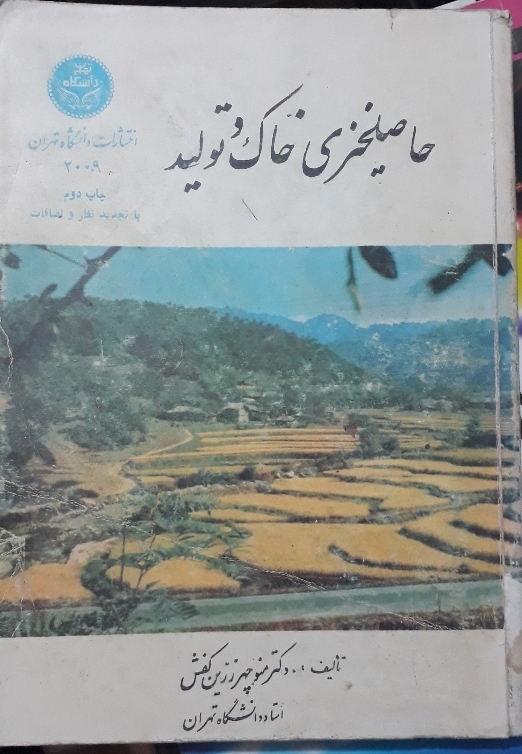 حاصلخیزی خاک و تولید
انتشارات دانشگاه تهران
۲۰۰۹
چاپ دوم
با تجدید نظر و اضافات
تألیف: دکتر منوچهر زرین کفش
استاد دانشگاه تهران